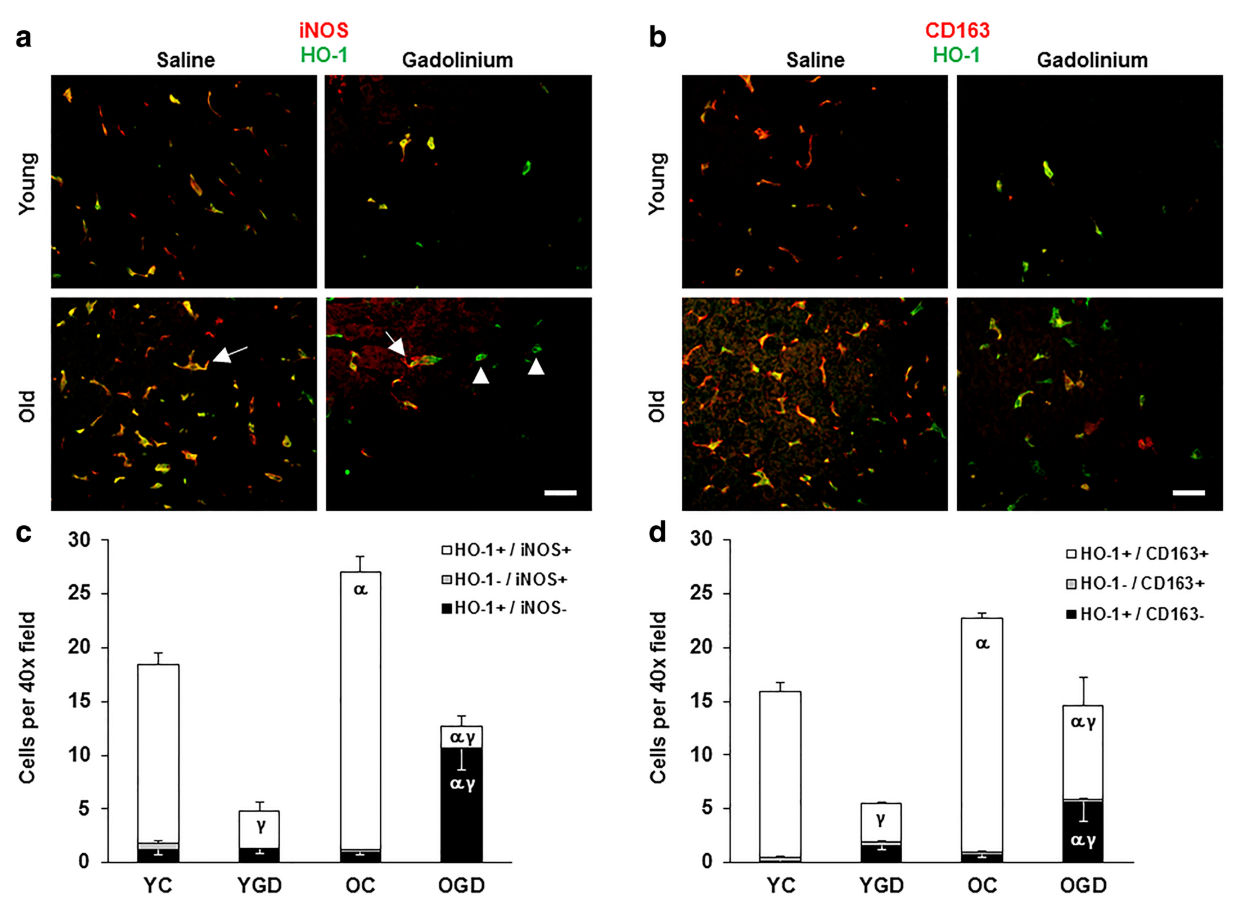 a
iNOS
HO-1
Saline
Gadolinium
Young
Old
b
CD163
HO-1
Saline
Gadolinium
Young
Old
c
30
25
20
15
10
5
0
Cells per 40x field
HO-1+ / iNOS+
HO-1- / iNOS+
HO-1+ / iNOS-
γ
α
αγ
αγ
YC
YGD
OC
OGD
d
30
25
20
15
10
5
0
Cells per 40x field
HO-1+ / CD163+
HO-1- / CD163+
HO-1+ / CD163-
γ
α
αγ
αγ
YC
YGD
OC
OGD